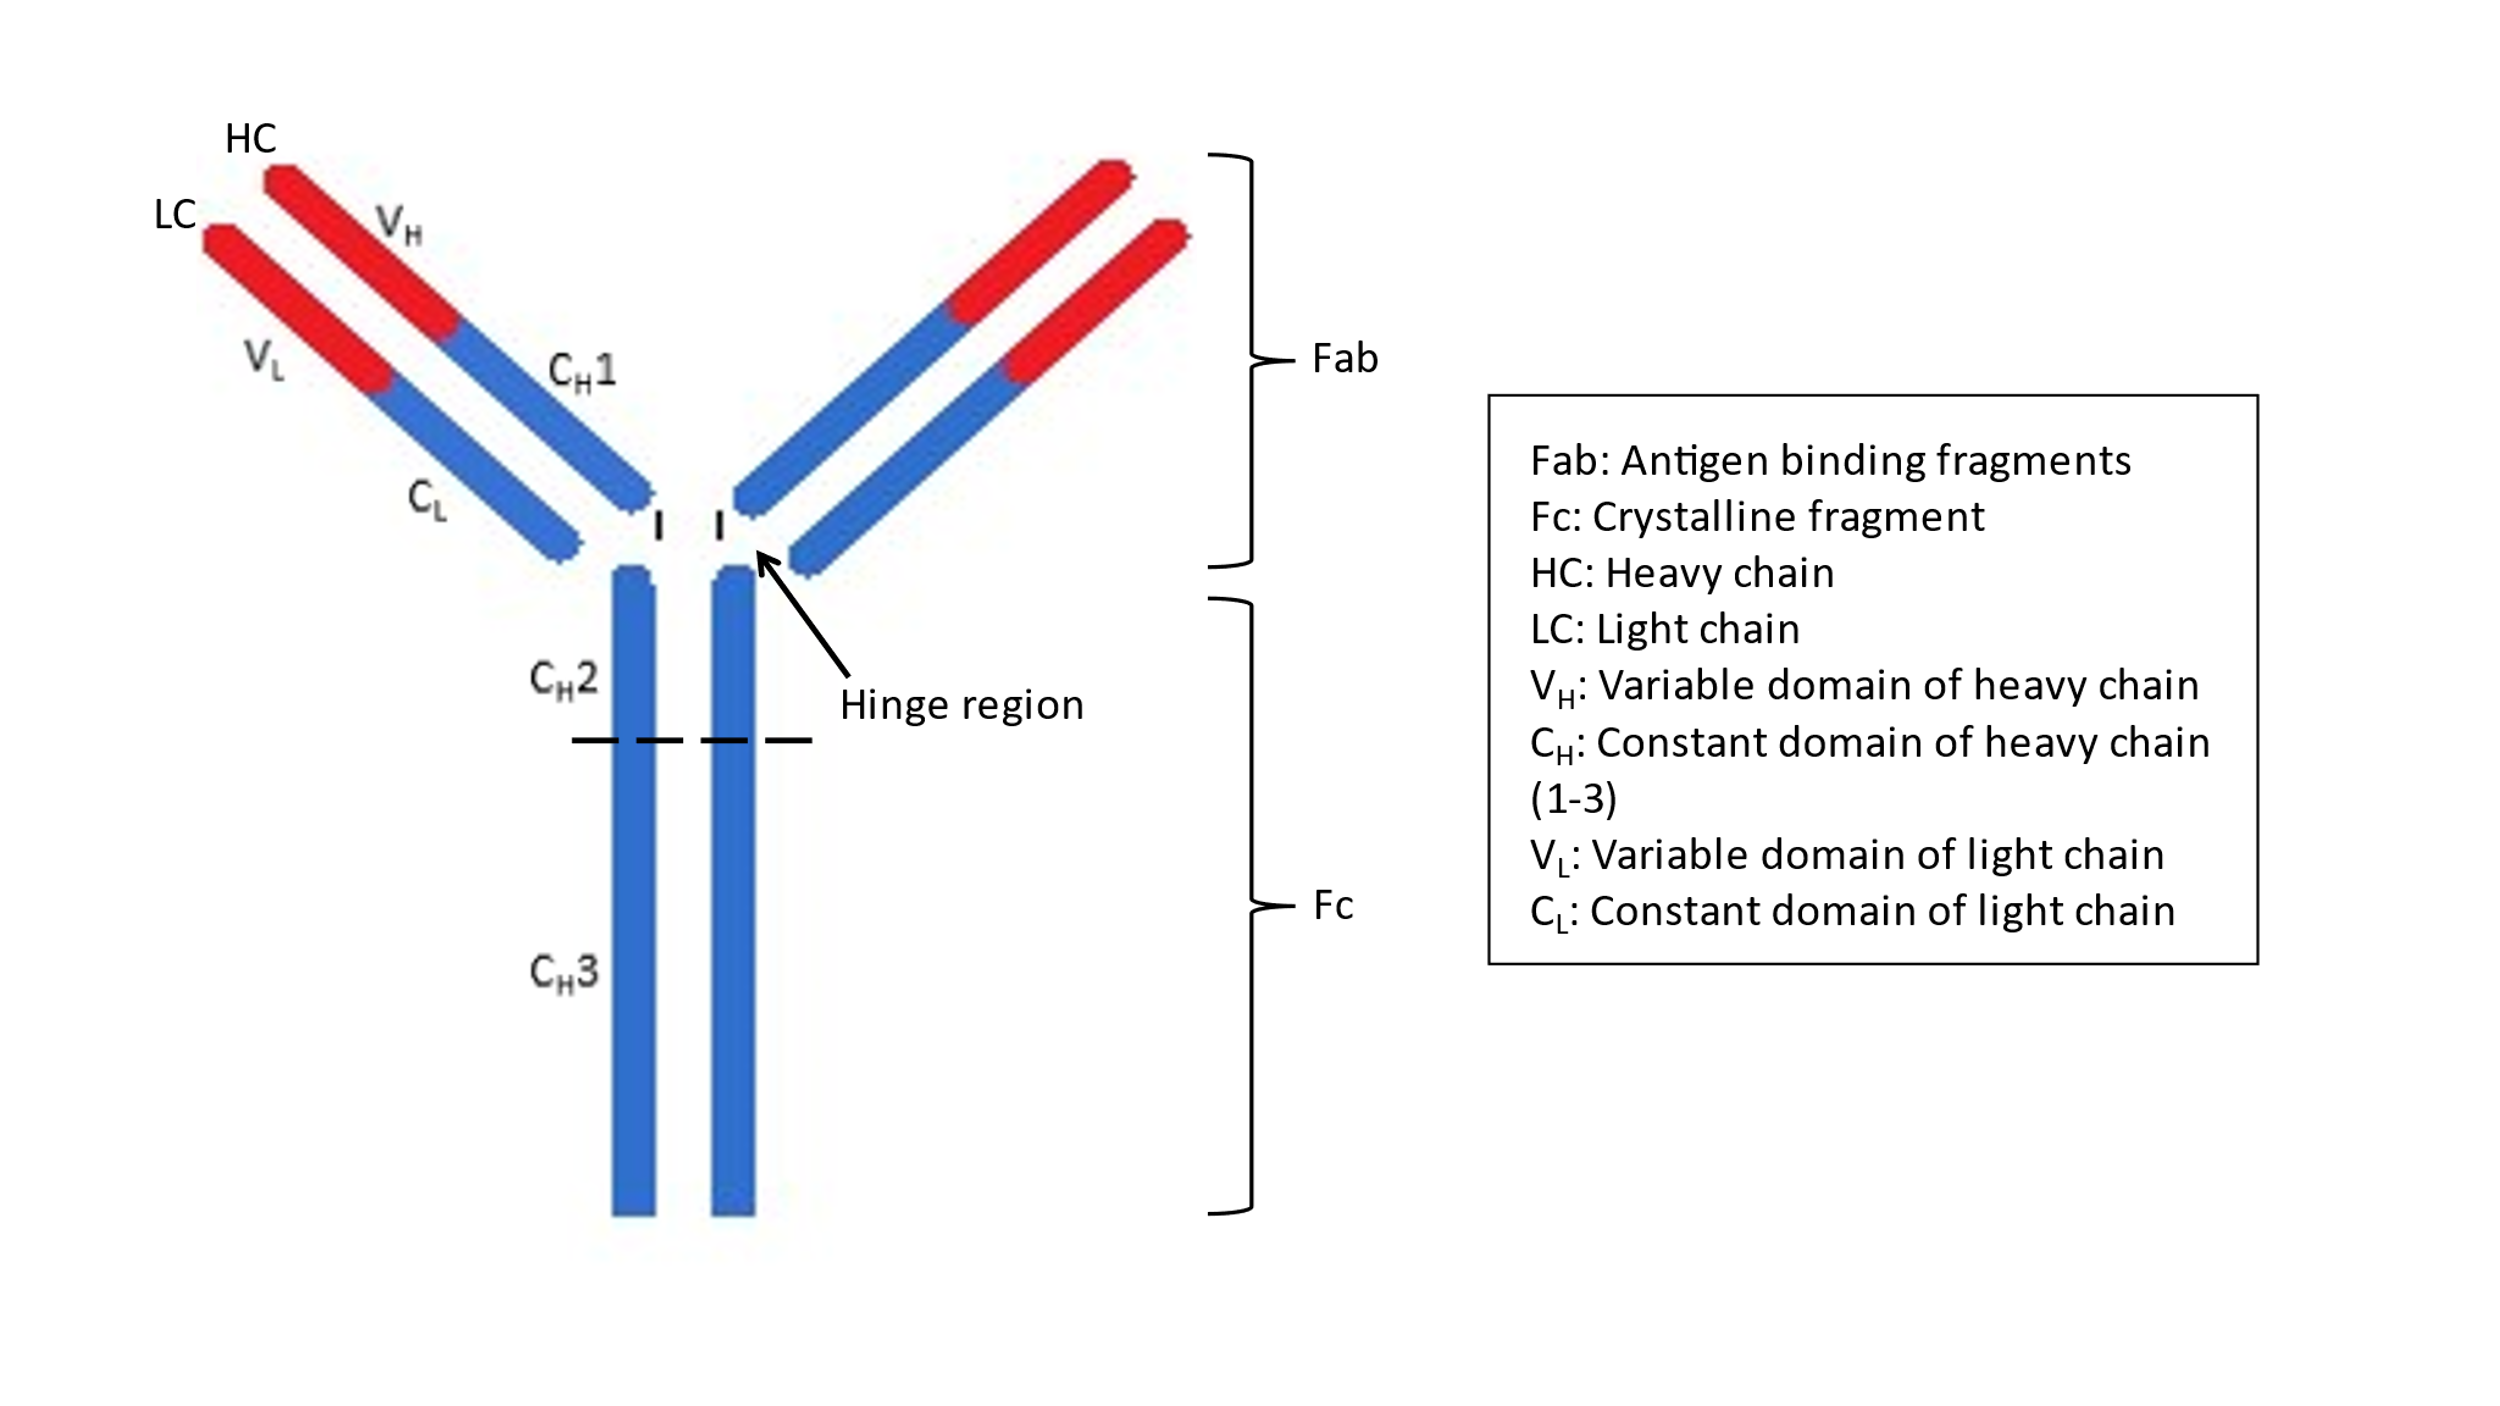 HC
LC
VH
VL
CH1
CL
Fab
Hinge region
CH2
CH3
Fc
Fab: Antigen binding fragments
Fc: Crystalline fragment
HC: Heavy chain
LC: Light chain
VH: Variable domain of heavy chain
CH: Constant domain of heavy chain
(1-3)
VL: Variable domain of light chain
CL: Constant domain of light chain